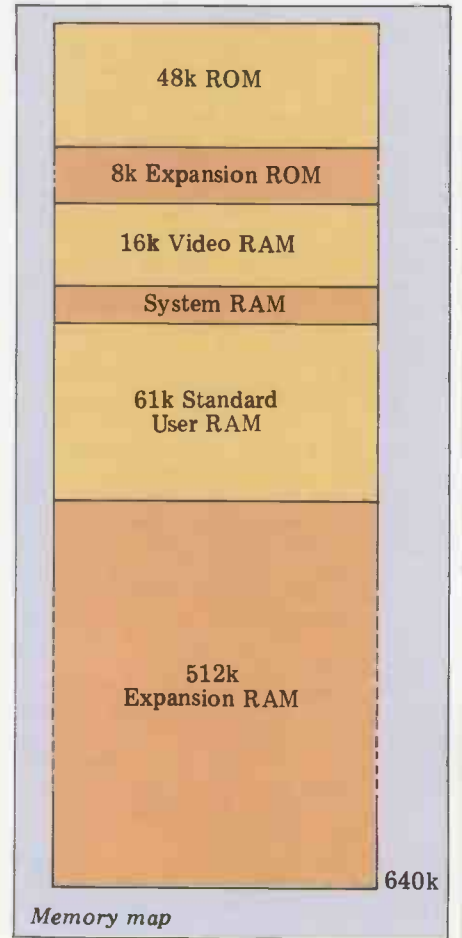 48k ROM
8k Expansion ROM
16k Video RAM
System RAM
61k Standard
User RAM
512k
Expansion RAM
640k
Memory map